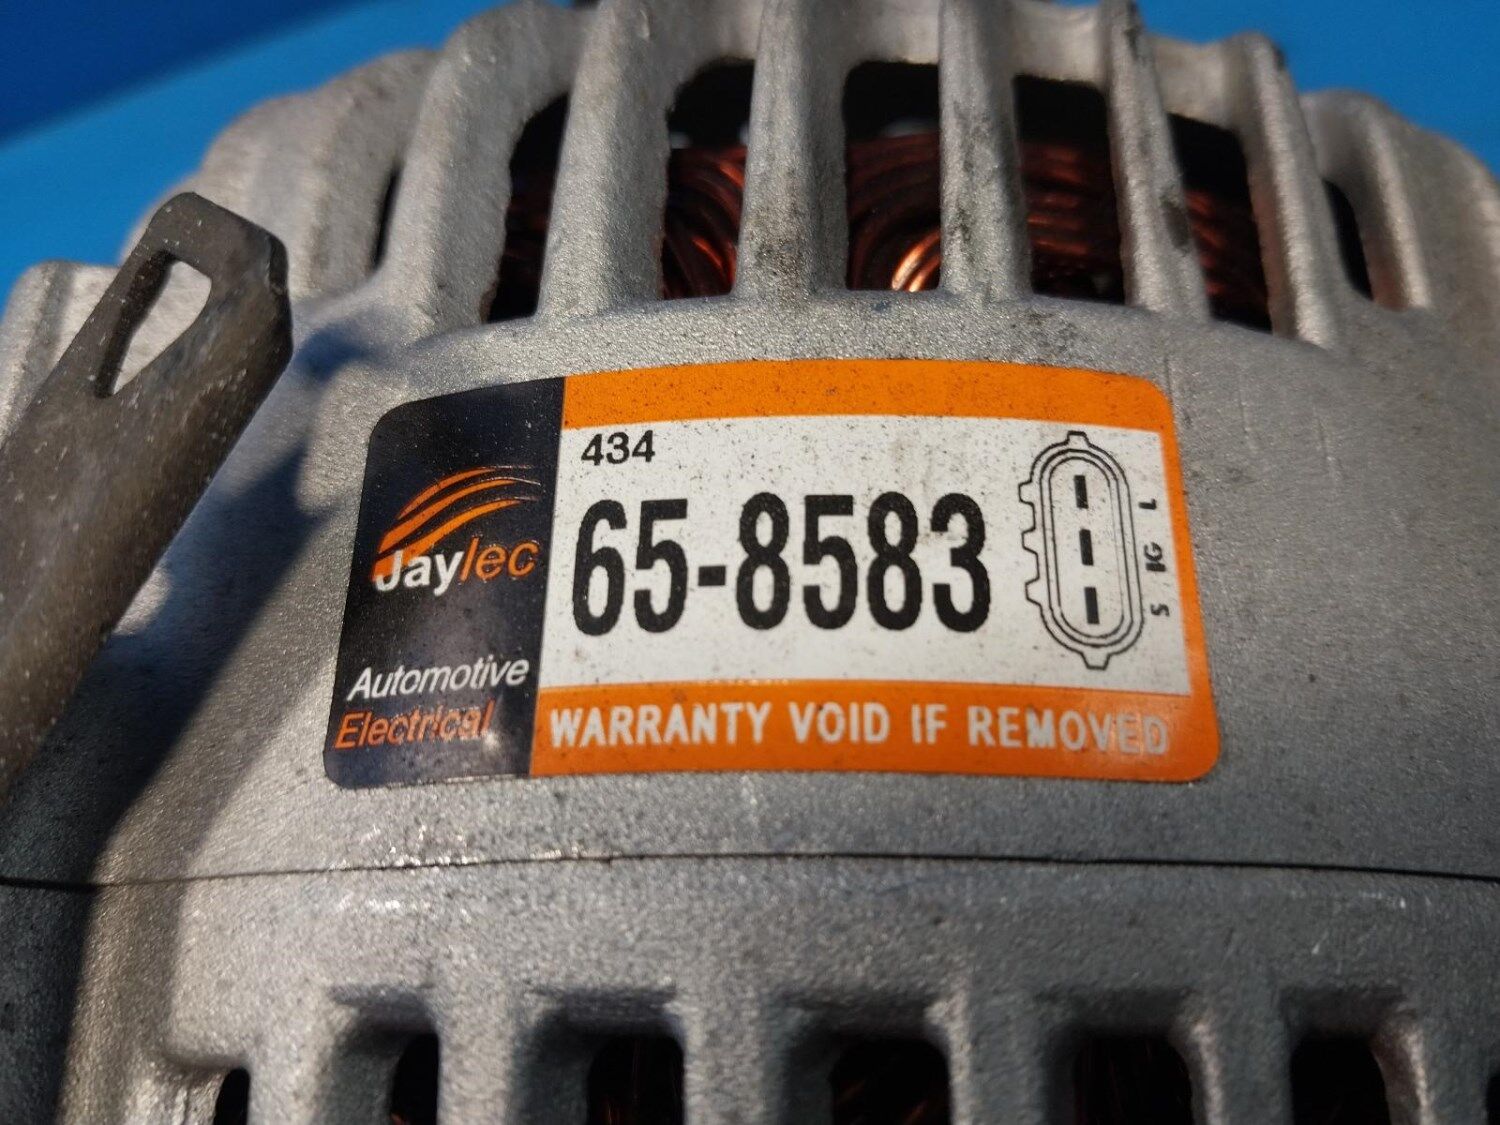 434
65-8583
L
IG
S
Jaylec
Automotive
Electrical
WARRANTY VOID IF REMOVED